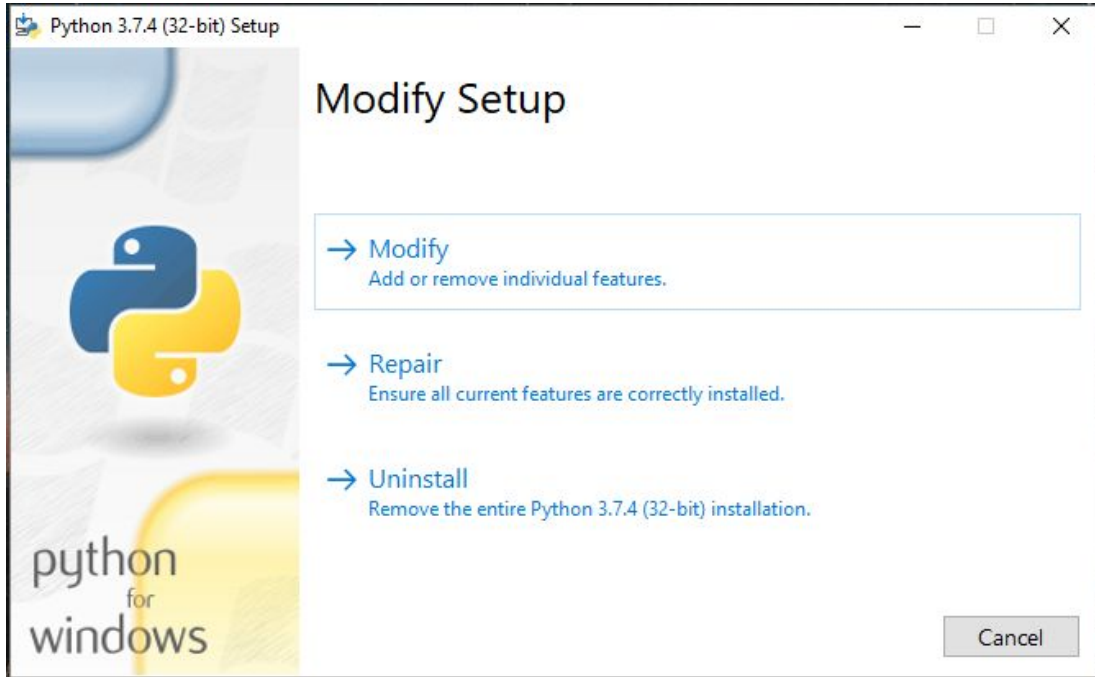 Python 3.7.4 (32-bit) Setup
Modify Setup
Modify
Add or remove individual features.
Repair
Ensure all current features are correctly installed.
Uninstall
Remove the entire Python 3.7.4 (32-bit) installation.
python
for
windows
Cancel